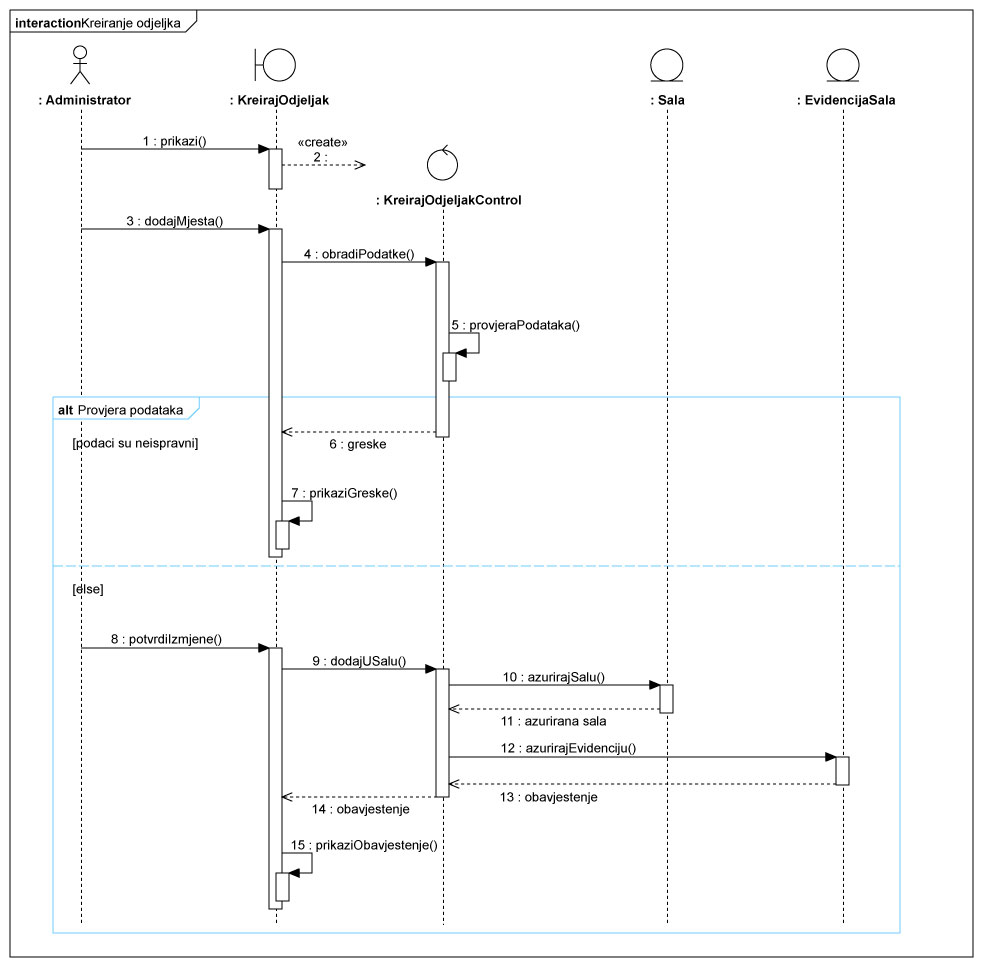 interactionKreiranje odjeljka
: Administrator
: KreirajOdjeljak
: Sala
: EvidencijaSala
1 : prikazi()
«create»
2 :
: KreirajOdjeljakControl
3 : dodajMjesta()
4 : obradiPodatke()
5 : provjeraPodataka()
alt Provjera podataka
[podaci su neispravni]
6 : greske
7 : prikaziGreske()
[else]
8 : potvrdiIzmjene()
9 : dodajUSalu()
10 : azurirajSalu()
11 : azurirana sala
12 : azurirajEvidenciju()
13 : obavjestenje
14 : obavjestenje
15 : prikaziObavjestenje()